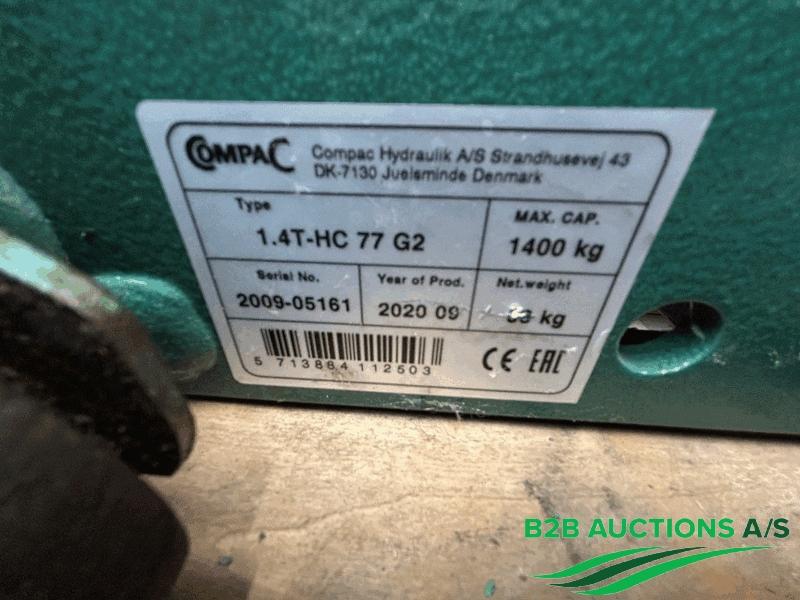 COMPAC
Compac Hydraulik A/S Strandhusevej 43
DK-7130 Juelsminde Denmark
Type
1.4T-HC 77 G2
MAX. CAP.
1400 kg
Serial No.
2009-05161
Year of Prod.
2020 09
Net.weight
kg
5 713884 112503
CE EAC
B2B AUCTIONS A/S